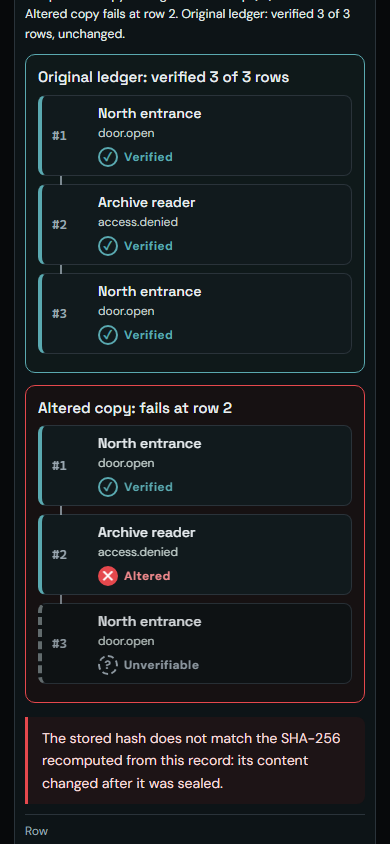 Altered copy fails at row 2. Original ledger: verified 3 of 3
rows, unchanged.
Original ledger: verified 3 of 3 rows
North entrance
#1
door.open
Verified
Archive reader
#2
access.denied
Verified
North entrance
#3
door.open
Verified
Altered copy: fails at row 2
North entrance
#1
door.open
Verified
Archive reader
#2
access.denied
Altered
North entrance
#3
door.open
Unverifiable
The stored hash does not match the SHA-256
recomputed from this record: its content
changed after it was sealed.
Row